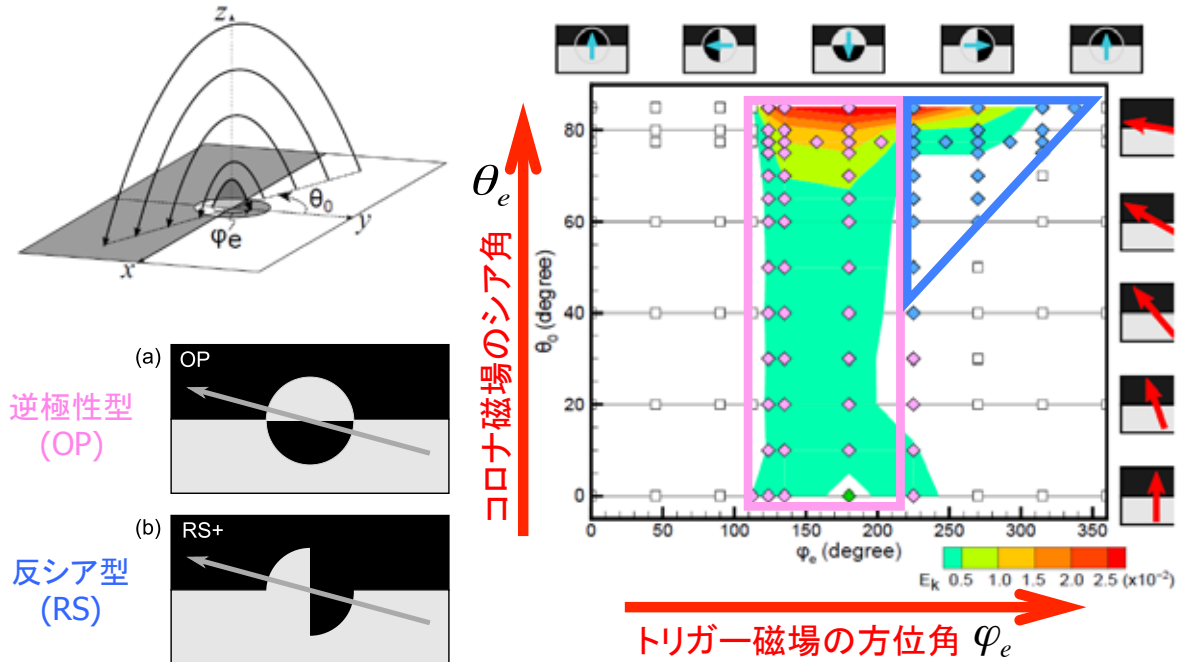 z
θ₀
y
φe
x
(a)
OP
逆極性型
(OP)
(b)
RS+
反シア型
(RS)
コロナ磁場のシア角
θe
θ₀ (degree)
80
60
40
20
0
0 50 100 150 200 250 300 350
φe (degree)
Ek 0.5 1.0 1.5 2.0 2.5 (x10⁻²)
トリガー磁場の方位角 φe